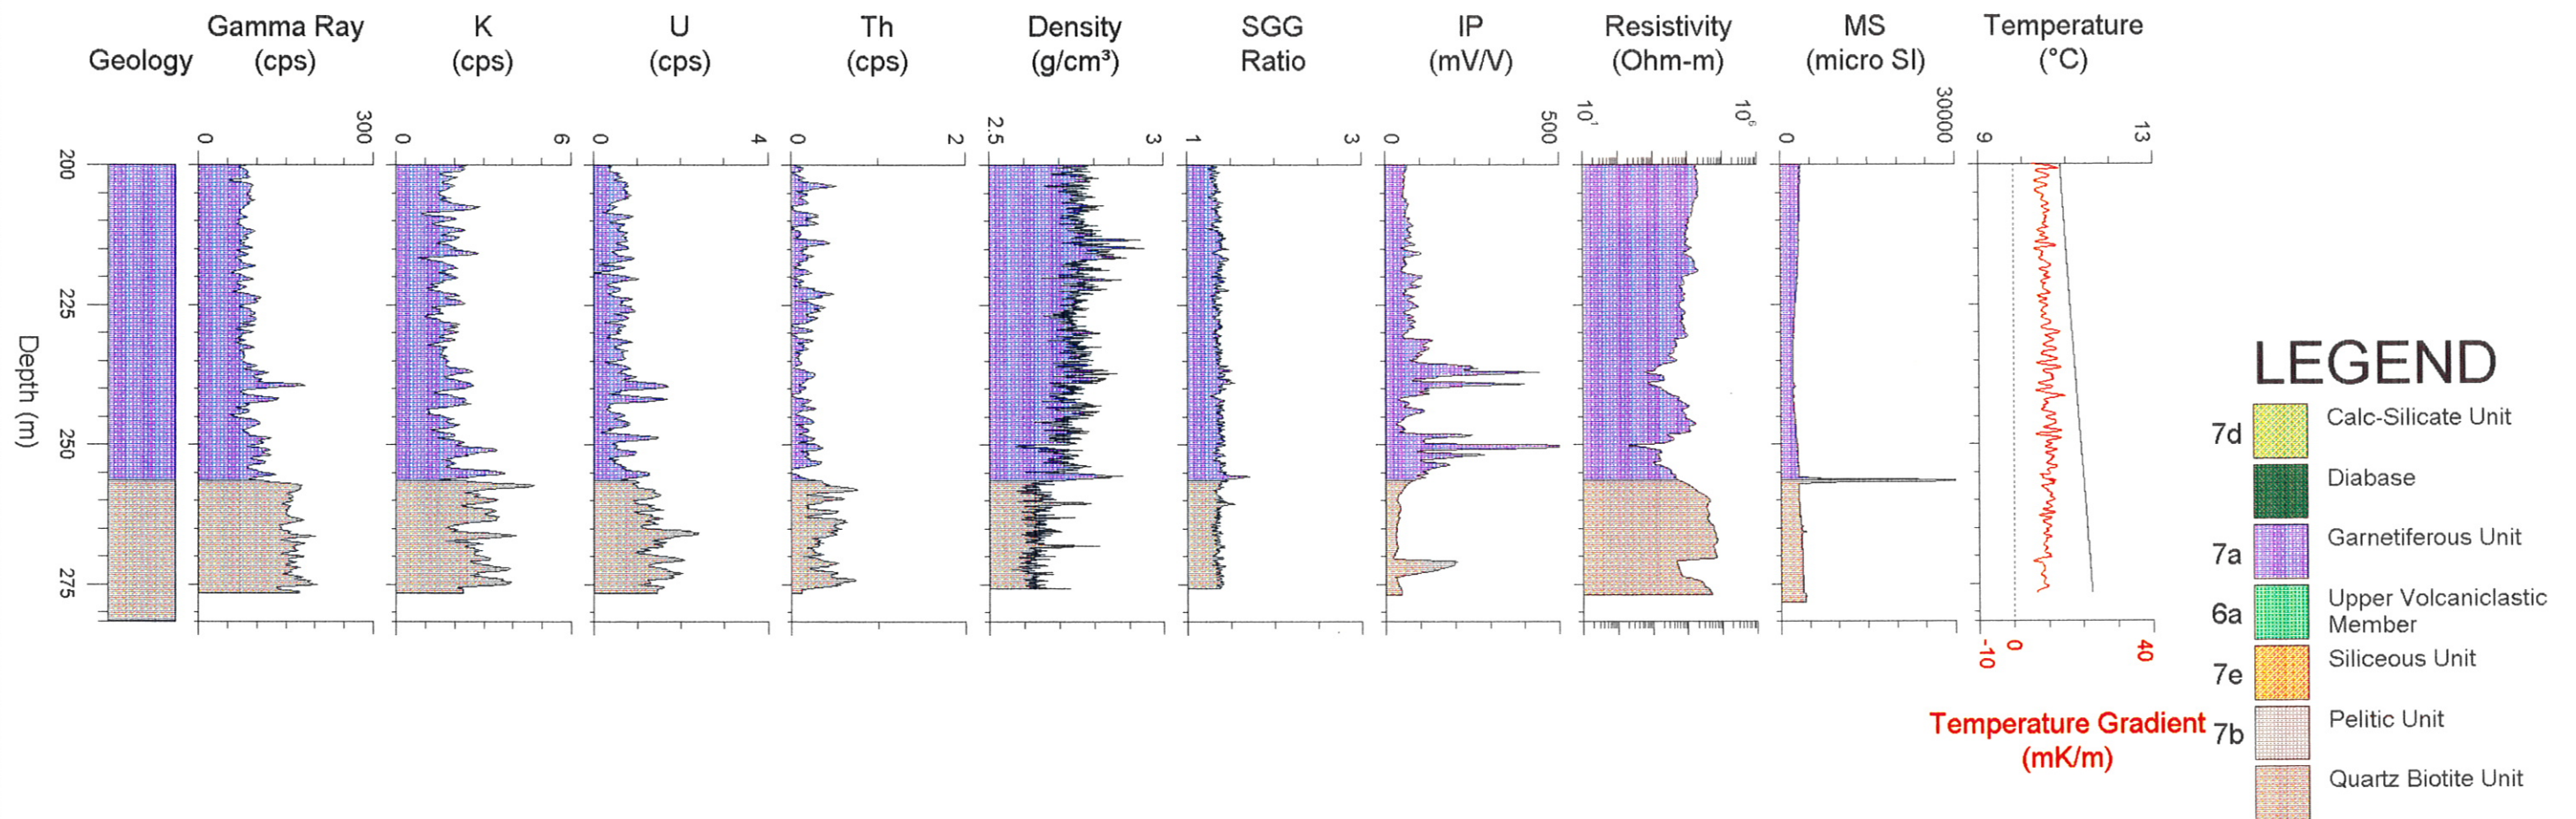 Geology
Gamma Ray
(cps)
K
(cps)
U
(cps)
Th
(cps)
Density
(g/cm³)
SGG
Ratio
IP
(mV/V)
Resistivity
(Ohm-m)
MS
(micro SI)
Temperature
(°C)
0 300
0 6
0 4
0 2
2.5 3
1 3
0 500
10¹ 10⁶
0 30000
9 13
200
225
250
275
Depth (m)
-10 0 40
Temperature Gradient
(mK/m)
LEGEND
7d Calc-Silicate Unit
Diabase
7a Garnetiferous Unit
6a Upper Volcaniclastic
Member
7e Siliceous Unit
7b Pelitic Unit
Quartz Biotite Unit